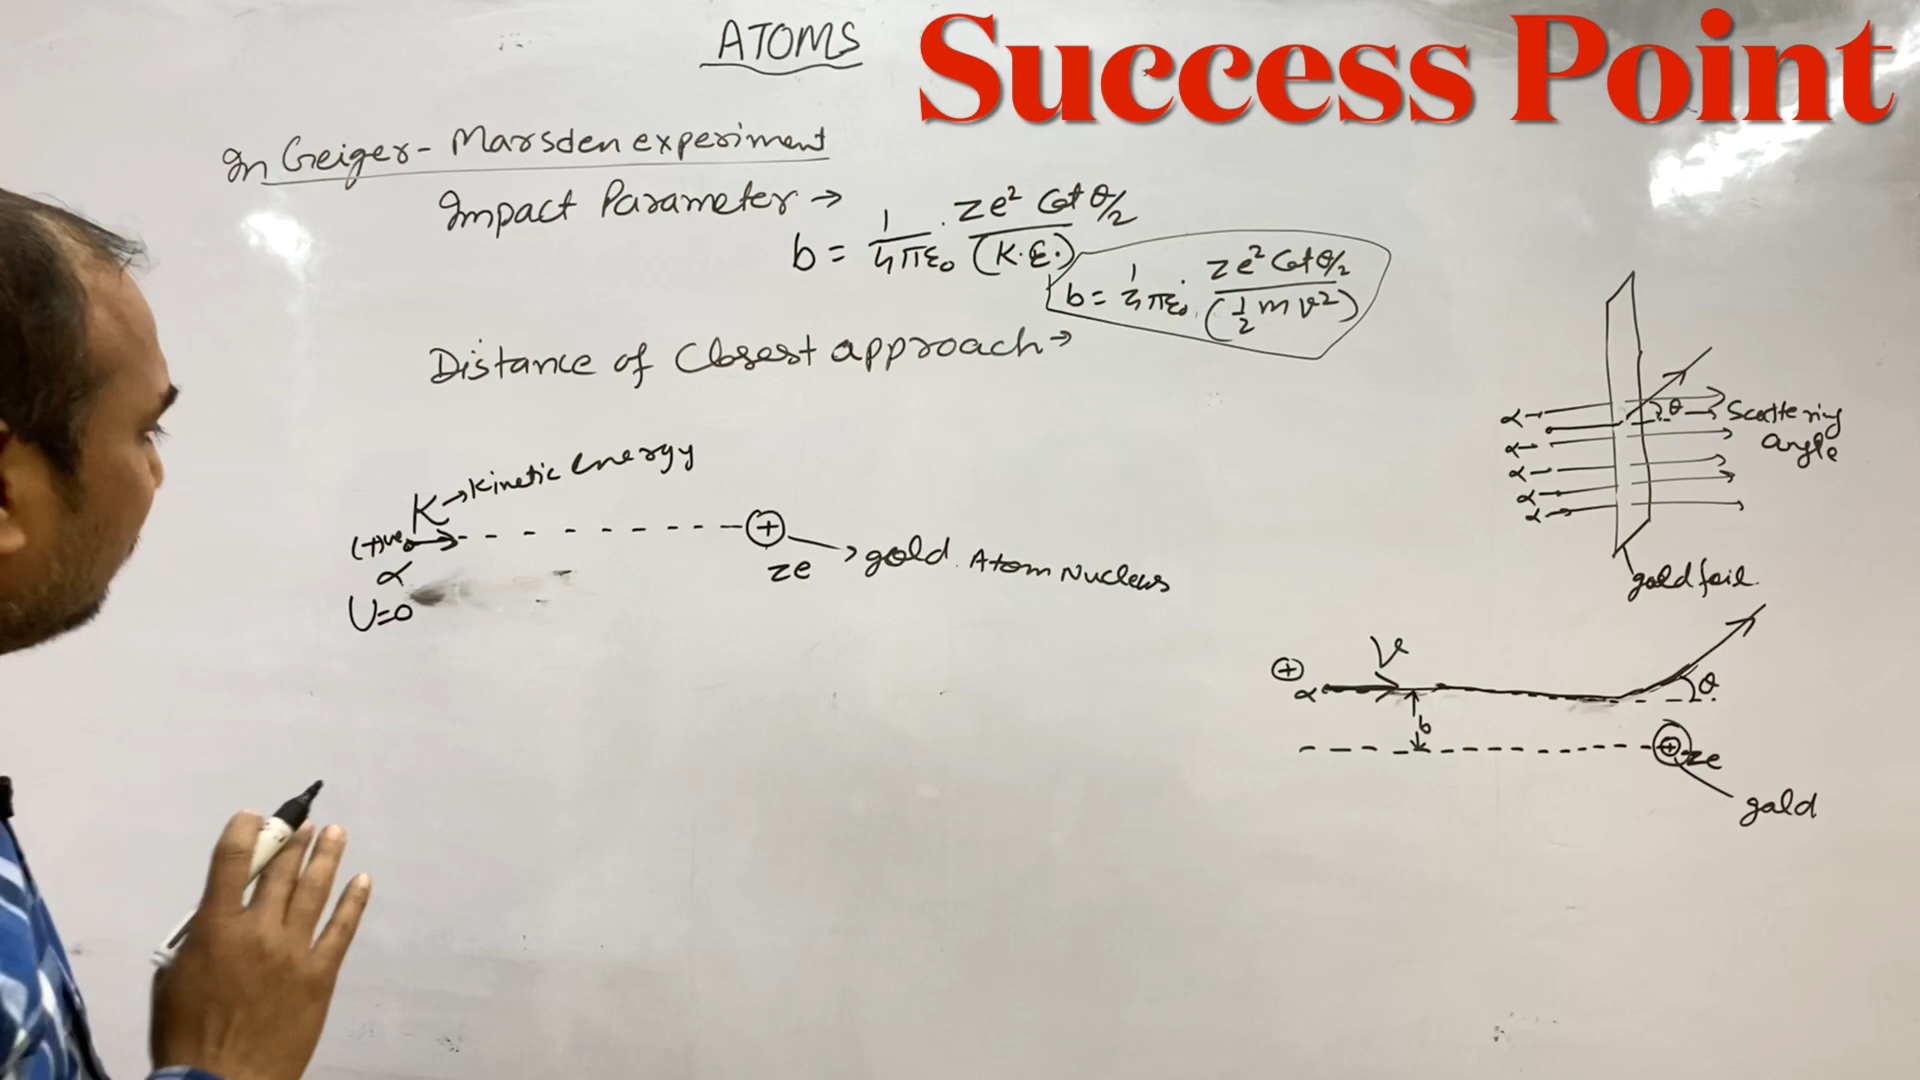 ATOMS
Success Point
In Geiger-Marsden experiment
Impact Parameter →
b = 1/4πε₀ · Ze² Cot θ/2 / (K.E.)
b = 1/4πε₀ · Ze² Cot θ/2 / (1/2 m v²)
Distance of Closest approach →
K → Kinetic energy
(+)ve
α
U=0
+
ze → gold Atom Nucleus
α
α
α
α
α
θ → Scattering angle
gold foil
+
α
v
b
θ
+
ze
gold